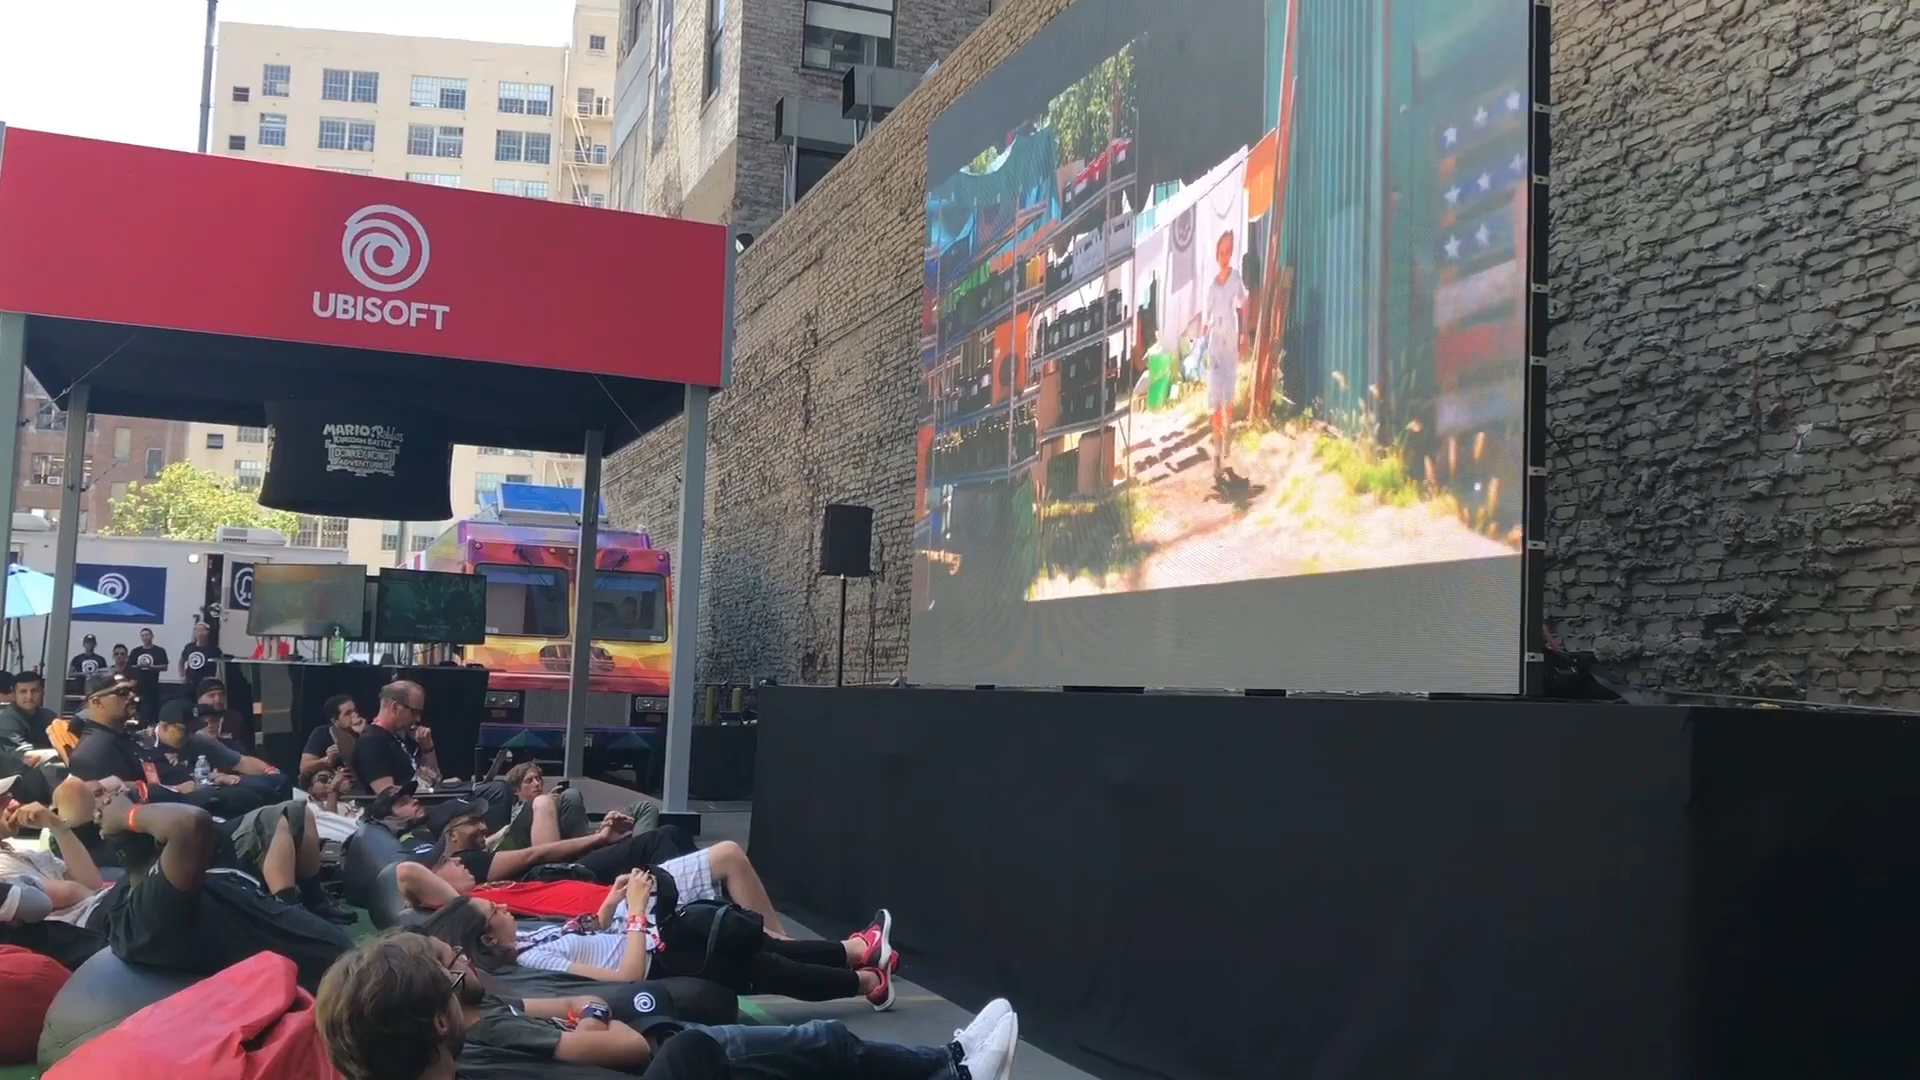 UBISOFT
MARIO + Rabbids
KINGDOM BATTLE
DONKEY KONG
ADVENTURE